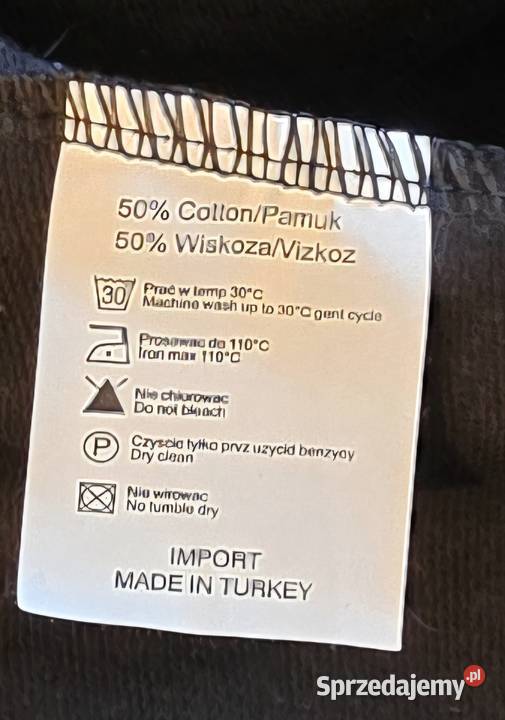 50% Cotton/Pamuk
50% Wiskoza/Vizkoz
30
Prać w temp 30°C
Machine wash up to 30°C gent cycle
Prosować do 110°C
Iron max 110°C
Nie chlorować
Do not bleach
P
Czyścić tylko przy użyciu benzyny
Dry clean
Nie wirować
No tumble dry
IMPORT
MADE IN TURKEY
Sprzedajemy.pl